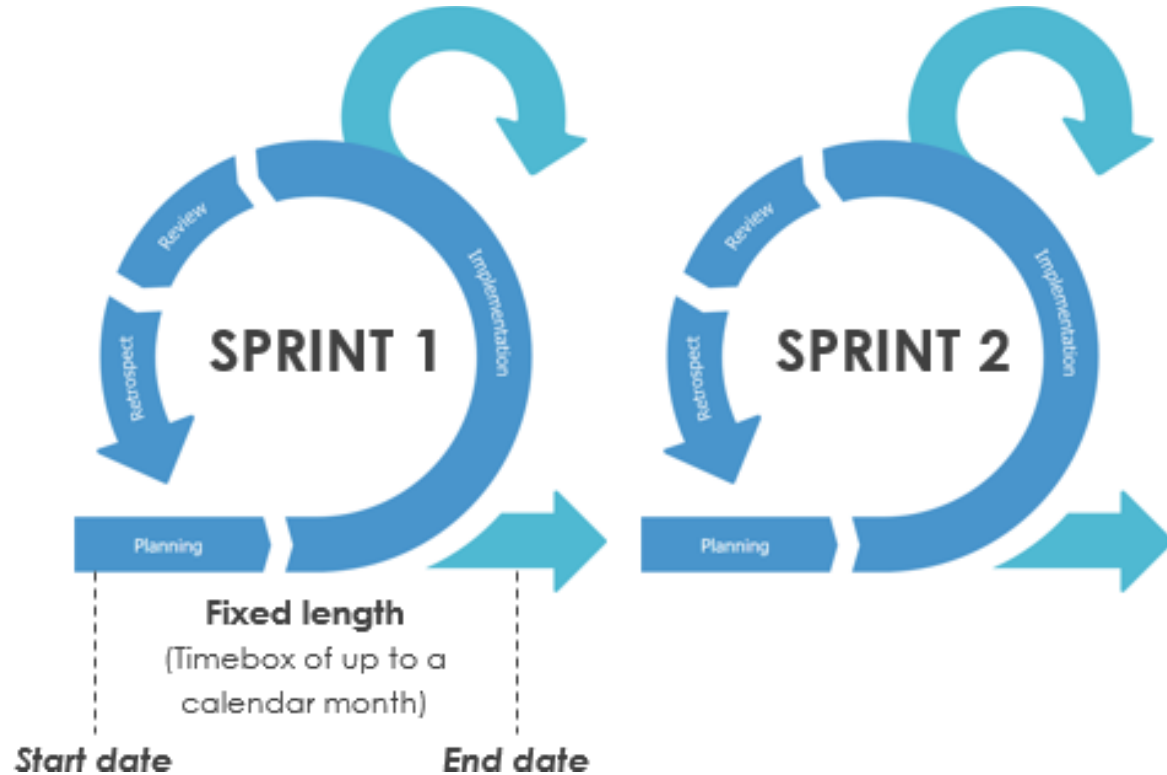 Review
Implementation
SPRINT 1
Retrospect
Planning
Fixed length
(Timebox of up to a
calendar month)
Start date
End date
Review
Implementation
SPRINT 2
Retrospect
Planning